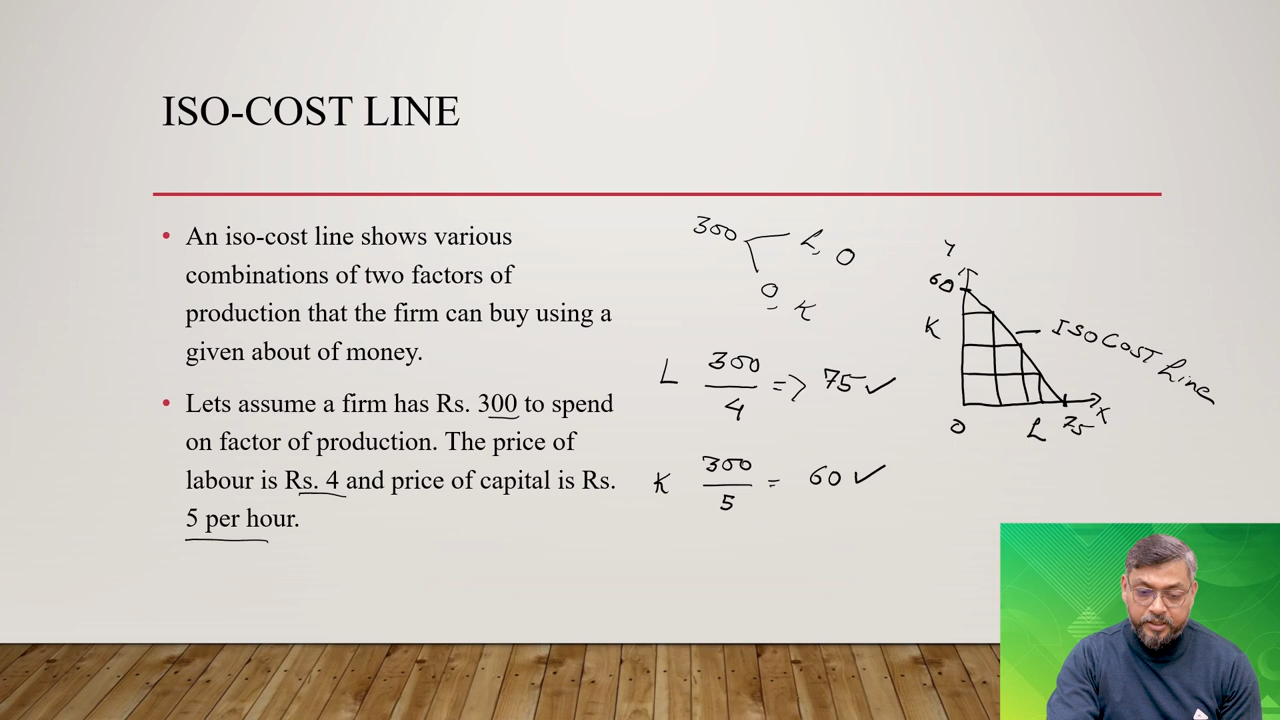 ISO-COST LINE
• An iso-cost line shows various
combinations of two factors of
production that the firm can buy using a
given about of money.
• Lets assume a firm has Rs. 300 to spend
on factor of production. The price of
labour is Rs. 4 and price of capital is Rs.
5 per hour.
300 L, 0
0 K
L 300/4 => 75 ✓
K 300/5 = 60 ✓
Y
60
K
ISOCOST Line
0 L 75 X